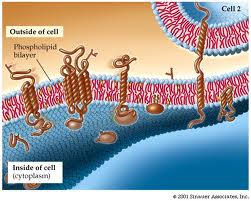 Cell 2
Outside of cell
Phospholipid
bilayer
Inside of cell
(cytoplasm)
© 2001 Sinauer Associates, Inc.